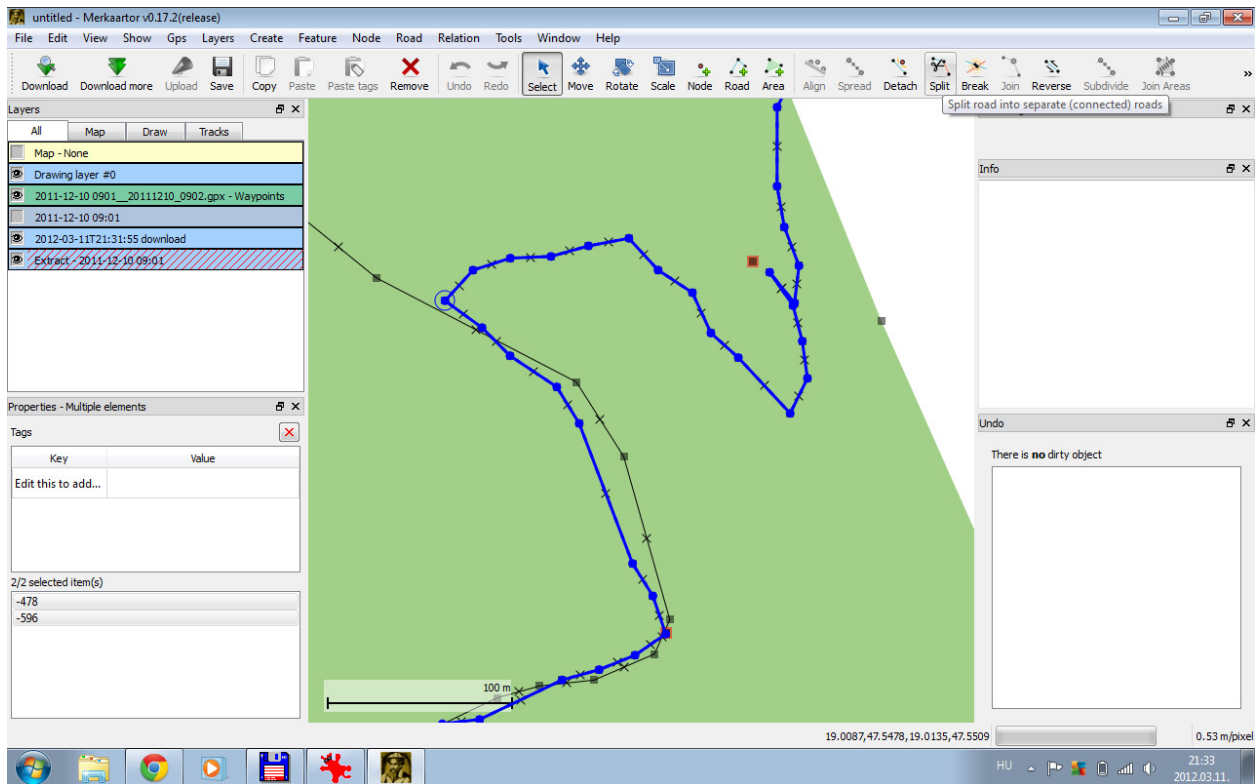 untitled - Merkaartor v0.17.2(release)
File Edit View Show Gps Layers Create Feature Node Road Relation Tools Window Help
Download Download more Upload Save Copy Paste Paste tags Remove Undo Redo Select Move Rotate Scale Node Road Area Align Spread Detach Split Break Join Reverse Subdivide Join Areas »
Split road into separate (connected) roads
Layers
All Map Draw Tracks
Map - None
Drawing layer #0
2011-12-10 0901__20111210_0902.gpx - Waypoints
2011-12-10 09:01
2012-03-11T21:31:55 download
Extract - 2011-12-10 09:01
Properties - Multiple elements
Tags
Key Value
Edit this to add...
2/2 selected item(s)
-478
-596
100 m
Info
Undo
There is no dirty object
19.0087,47.5478,19.0135,47.5509 0.53 m/pixel
HU 21:33
2012.03.11.